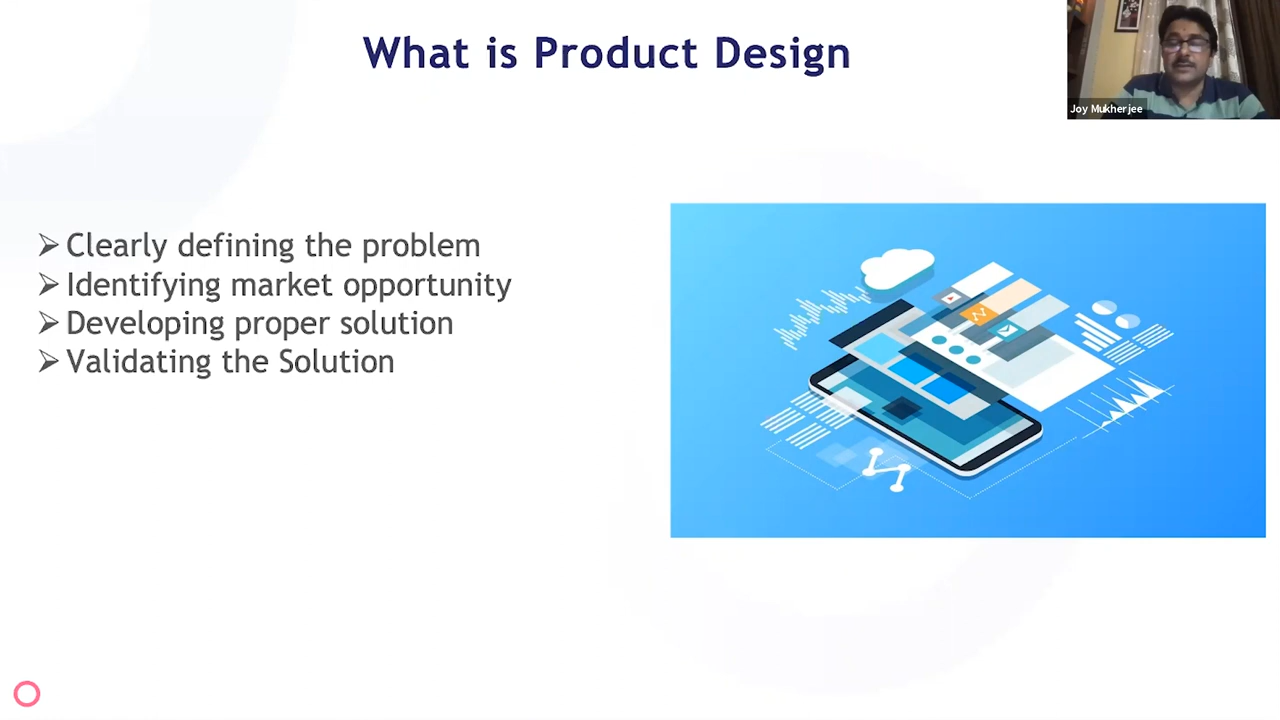 What is Product Design
Joy Mukherjee
Clearly defining the problem
Identifying market opportunity
Developing proper solution
Validating the Solution